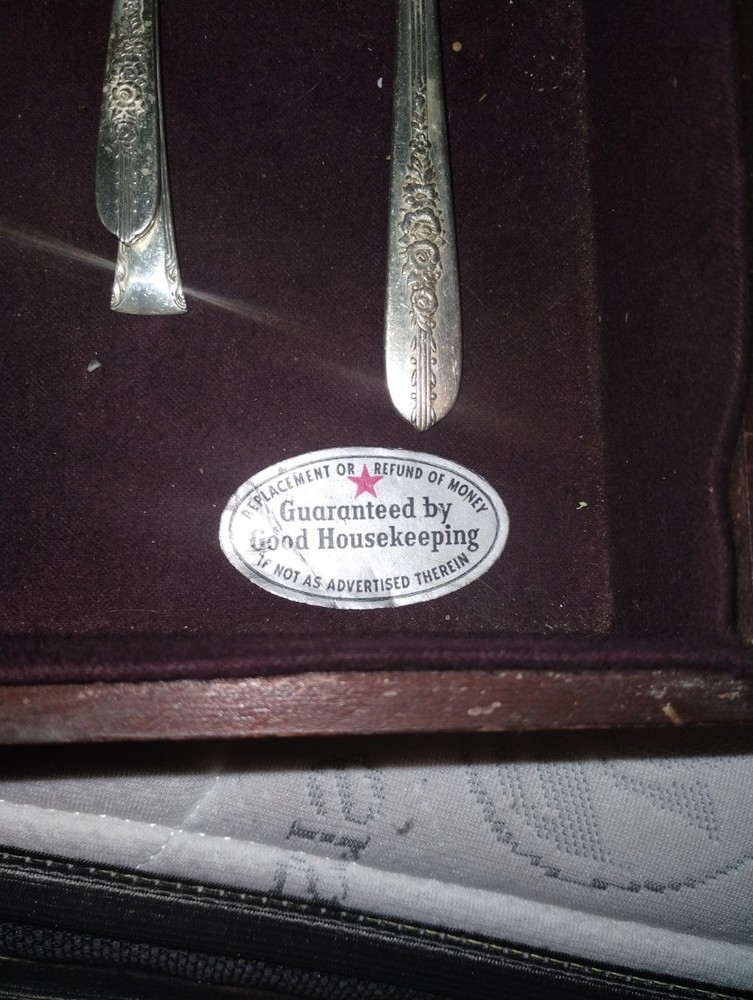 REPLACEMENT OR REFUND OF MONEY
Guaranteed by
Good Housekeeping
IF NOT AS ADVERTISED THEREIN